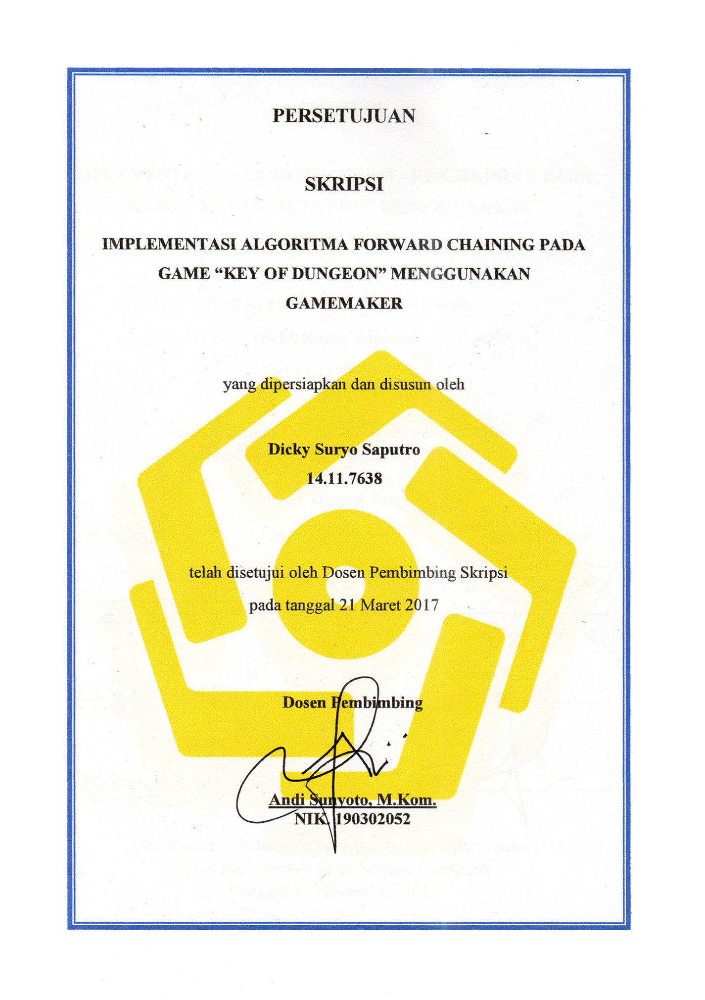 PERSETUJUAN
SKRIPSI
IMPLEMENTASI ALGORITMA FORWARD CHAINING PADA
GAME “KEY OF DUNGEON” MENGGUNAKAN
GAMEMAKER
yang dipersiapkan dan disusun oleh
Dicky Suryo Saputro
14.11.7638
telah disetujui oleh Dosen Pembimbing Skripsi
pada tanggal 21 Maret 2017
Dosen Pembimbing
Andi Sunyoto, M.Kom.
NIK. 190302052